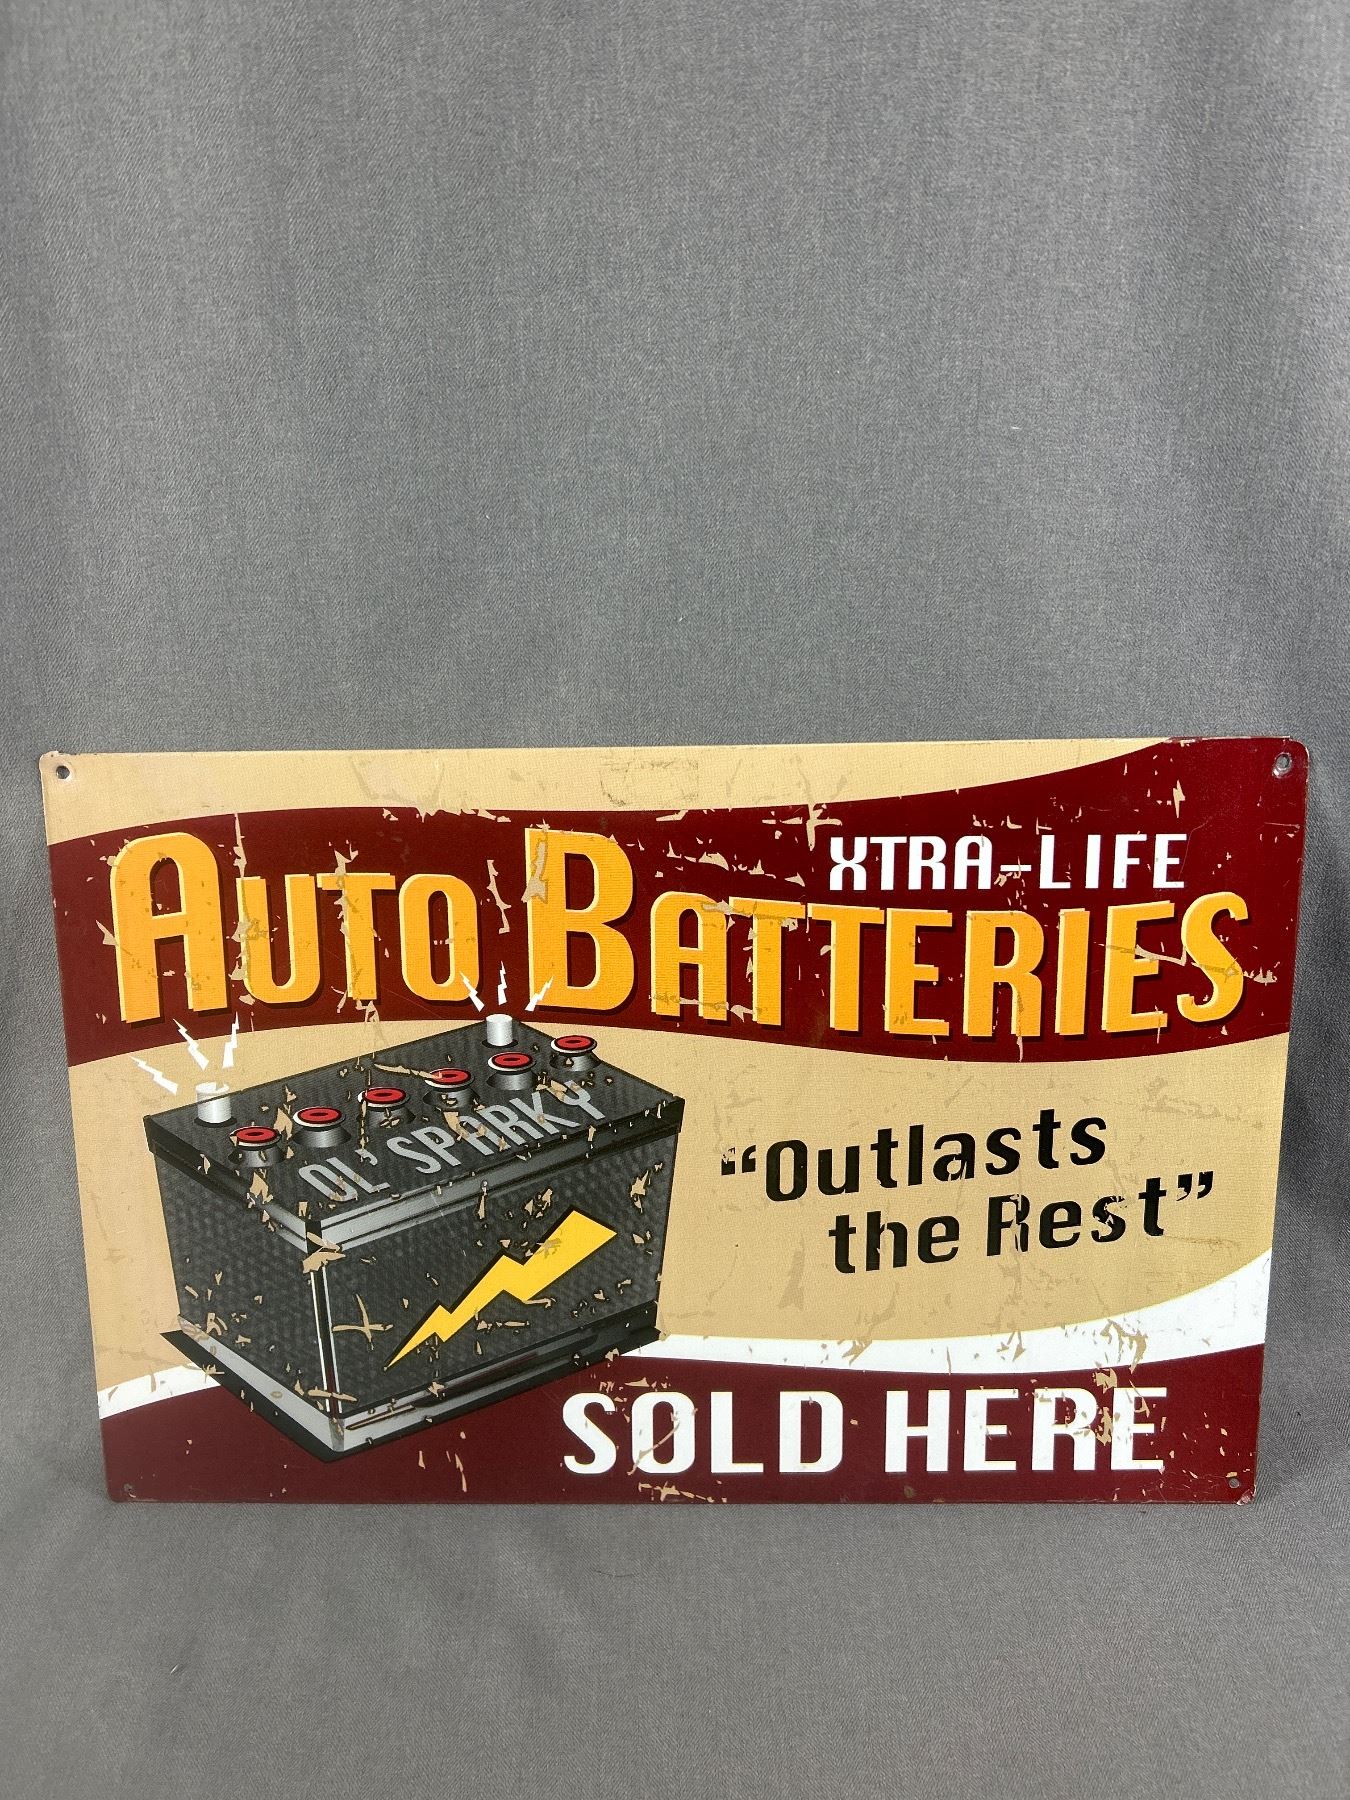 XTRA-LIFE
AUTO BATTERIES
OL' SPARKY
"Outlasts
the Rest"
SOLD HERE